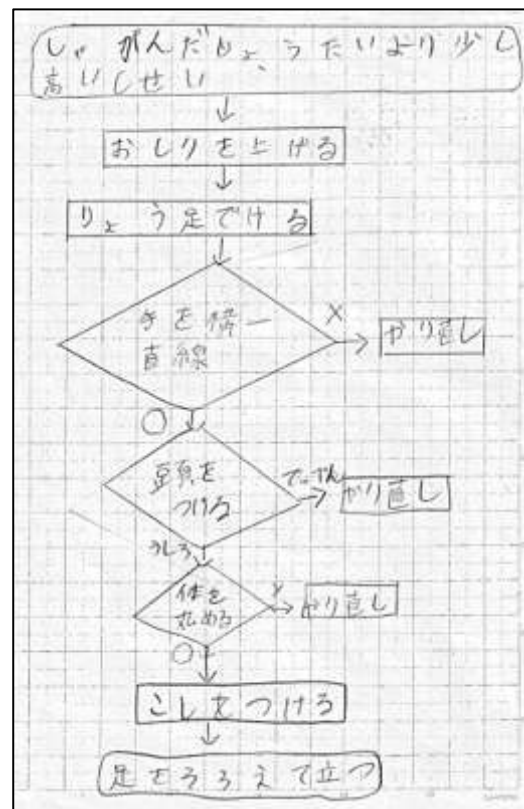 しゃがんだじょうたいより少し
高いしせい
おしりを上げる
りょう足でける
手を横一
直線
×
やり直し
○
頭を
つける
てっぺん
やり直し
うしろ
体を
丸める
×
やり直し
○
こしをつける
足をそろえて立つ